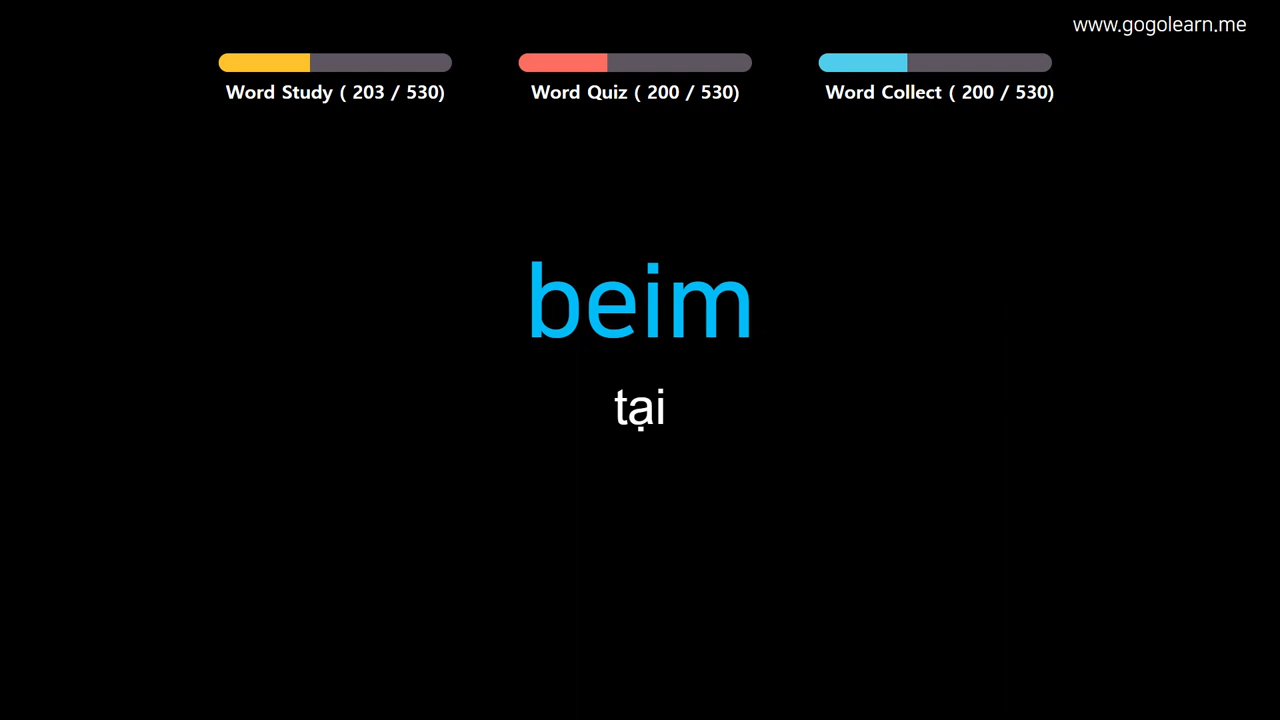 www.gogolearn.me
Word Study ( 203 / 530)
Word Quiz ( 200 / 530)
Word Collect ( 200 / 530)
beim
tại